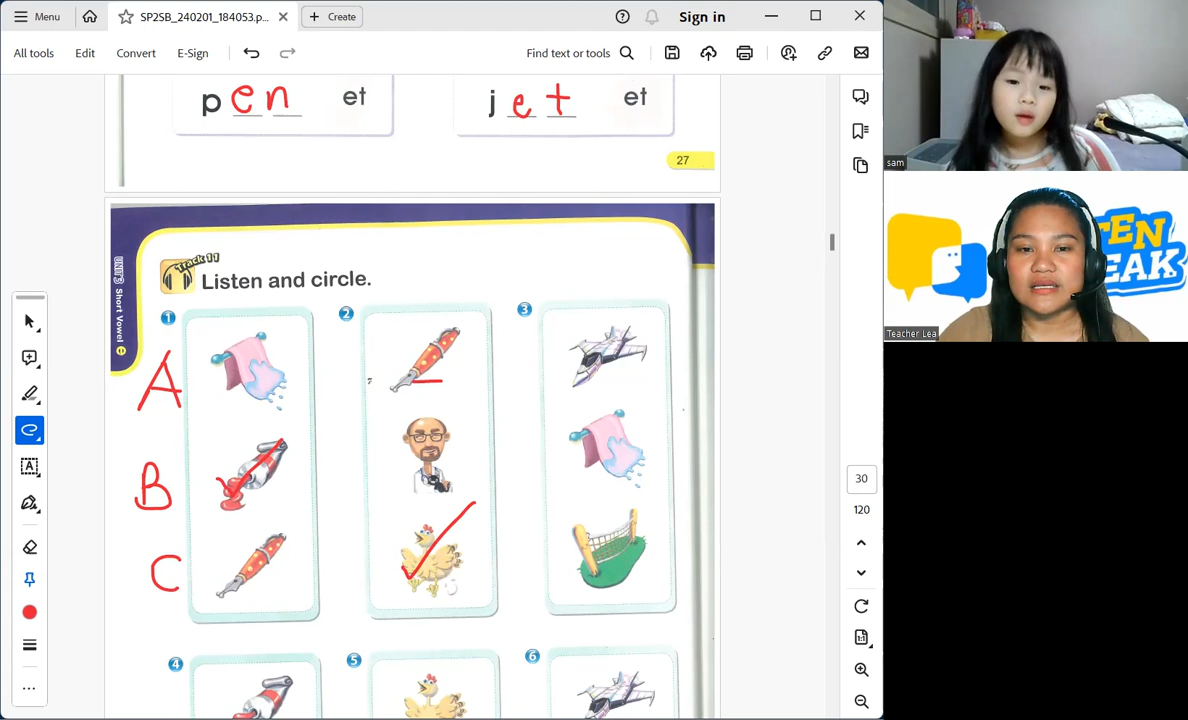 Menu
SP2SB_240201_184053.p...
Create
Sign in
All tools
Edit
Convert
E-Sign
Find text or tools
pen et
jet et
27
UNIT 3 Short Vowel e
Track 11
Listen and circle.
1
2
3
A
B
C
4
5
6
30
120
sam
TEN
EAK
Teacher Lea